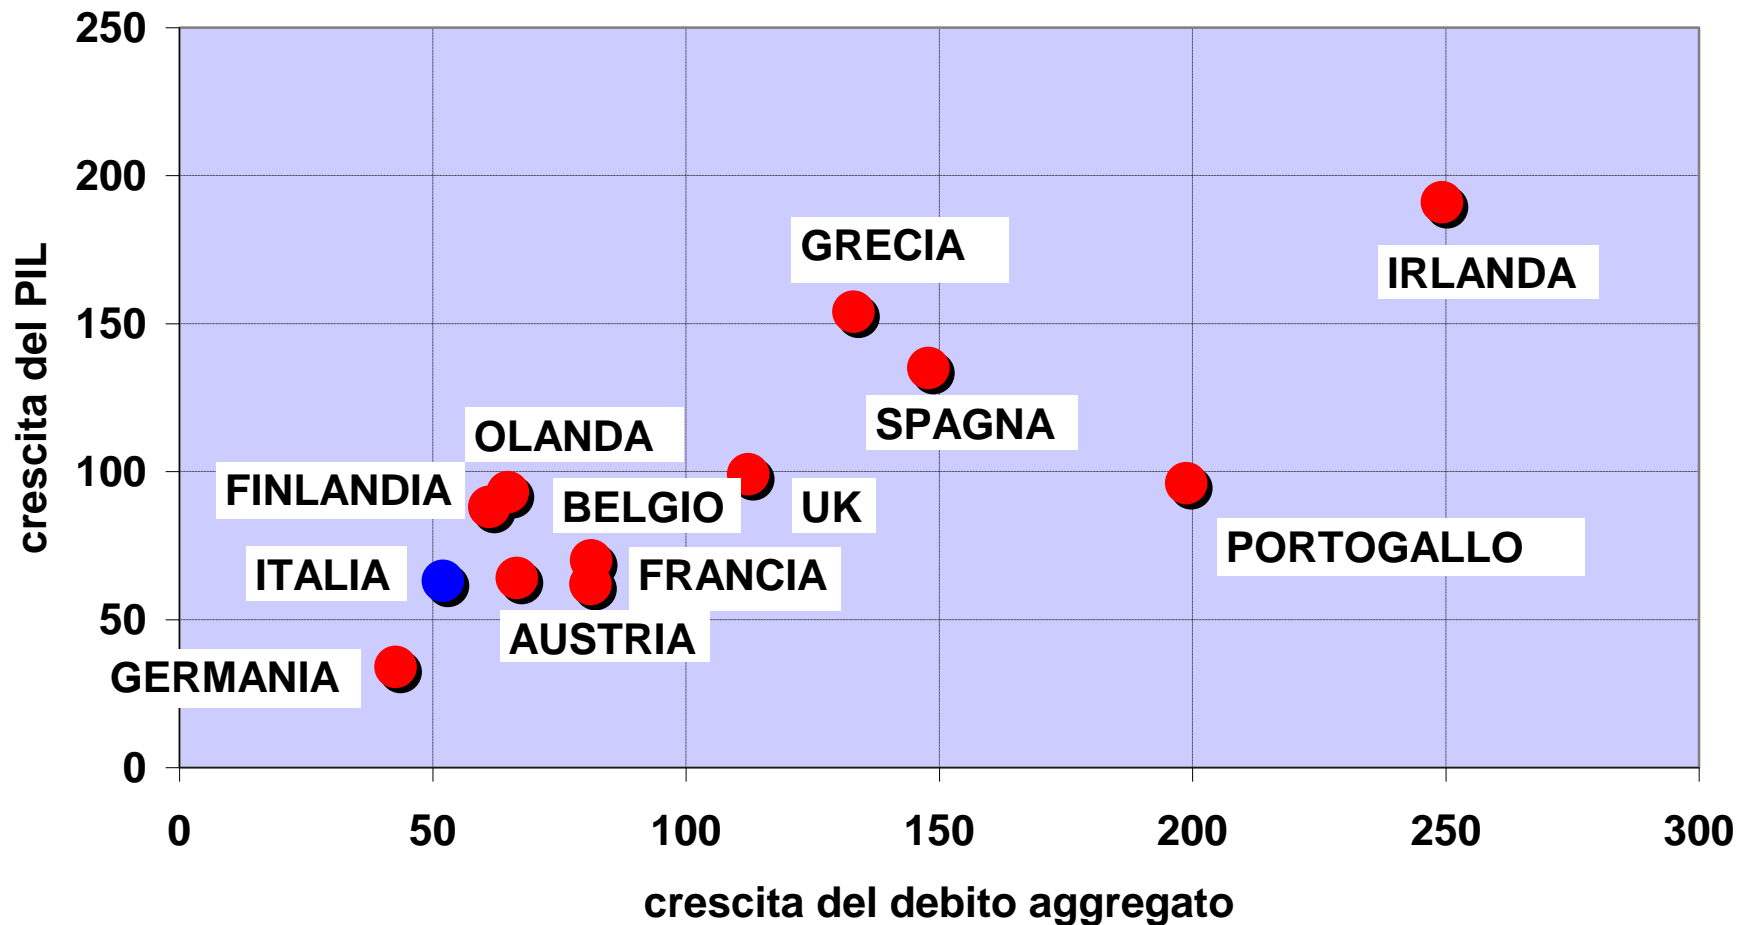 250
200
150
100
50
0
crescita del PIL
GRECIA
IRLANDA
SPAGNA
OLANDA
FINLANDIA
BELGIO
UK
PORTOGALLO
ITALIA
FRANCIA
AUSTRIA
GERMANIA
0 50 100 150 200 250 300
crescita del debito aggregato